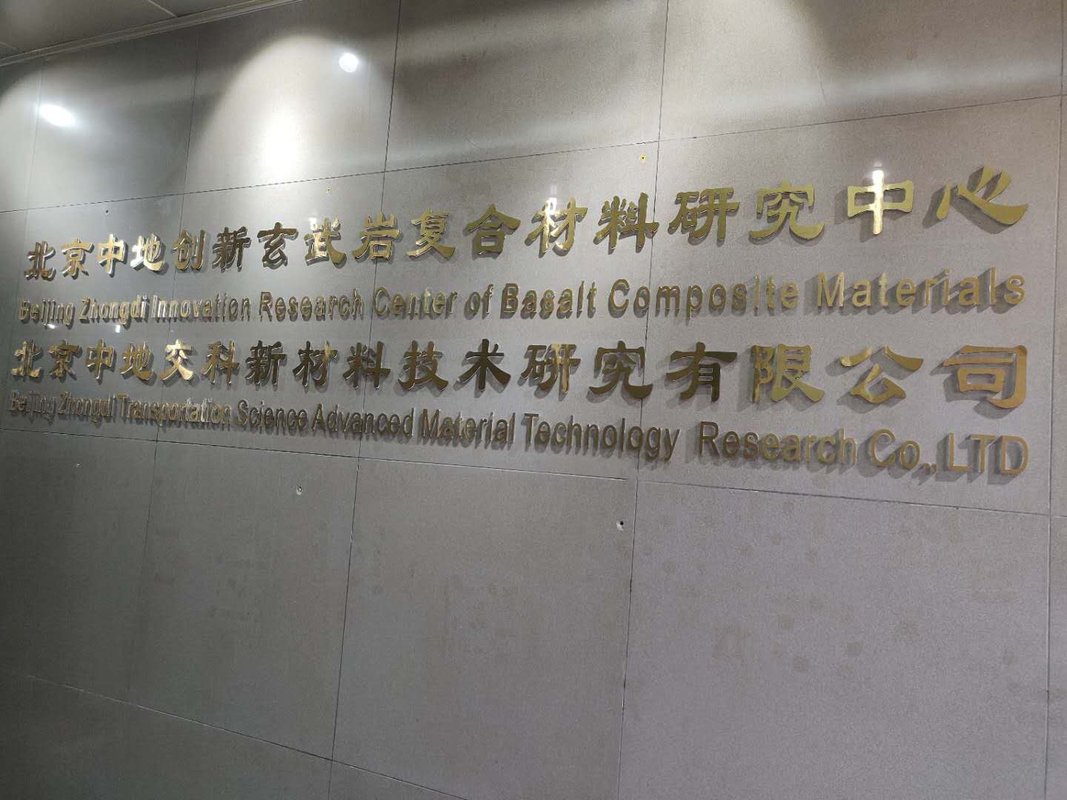 北京中地创新玄武岩复合材料研究中心
Beijing Zhongdi Innovation Research Center of Basalt Composite Materials
北京中地交科新材料技术研究有限公司
Beijing Zhongdi Transportation Science Advanced Material Technology Research Co.,LTD